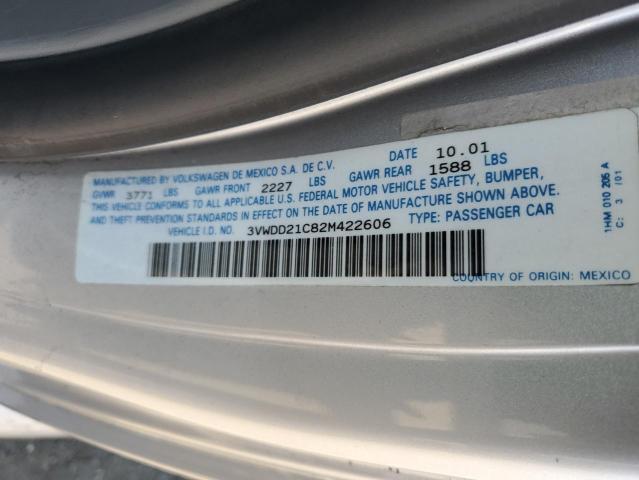 MANUFACTURED BY VOLKSWAGEN DE MEXICO S.A. DE C.V. DATE 10.01
GVWR 3771 LBS GAWR FRONT 2227 LBS GAWR REAR 1588 LBS
THIS VEHICLE CONFORMS TO ALL APPLICABLE U.S. FEDERAL MOTOR VEHICLE SAFETY, BUMPER,
AND THEFT PREVENTION STANDARDS IN EFFECT ON THE DATE OF MANUFACTURE SHOWN ABOVE.
VEHICLE I.D. NO. 3VWDD21C82M422606 TYPE: PASSENGER CAR
COUNTRY OF ORIGIN: MEXICO
1HM 010 205 A
C: 3 /01